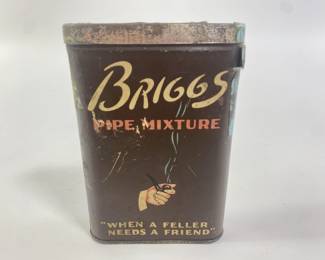 BRIGGS
PIPE MIXTURE
"WHEN A FELLER
NEEDS A FRIEND"